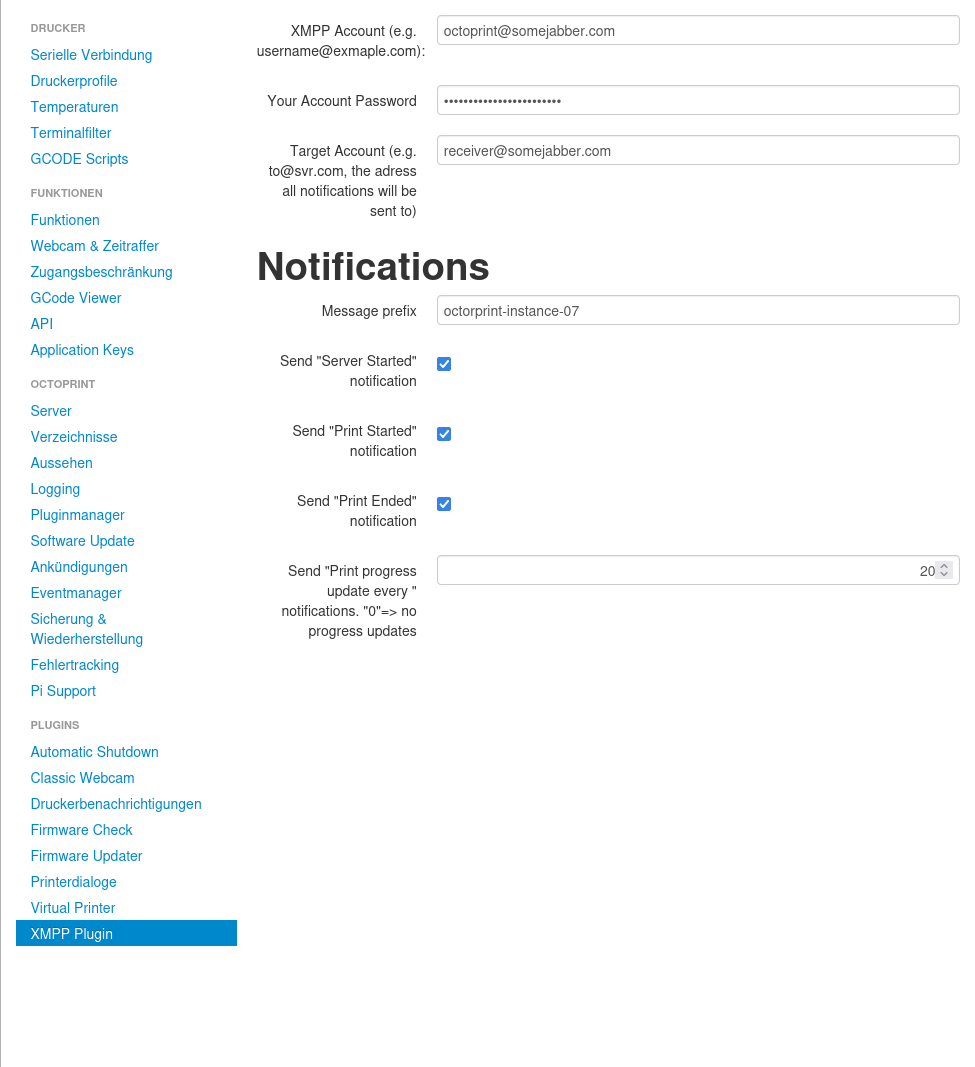 DRUCKER
Serielle Verbindung
Druckerprofile
Temperaturen
Terminalfilter
GCODE Scripts
FUNKTIONEN
Funktionen
Webcam & Zeitraffer
Zugangsbeschränkung
GCode Viewer
API
Application Keys
OCTOPRINT
Server
Verzeichnisse
Aussehen
Logging
Pluginmanager
Software Update
Ankündigungen
Eventmanager
Sicherung &
Wiederherstellung
Fehlertracking
Pi Support
PLUGINS
Automatic Shutdown
Classic Webcam
Druckerbenachrichtigungen
Firmware Check
Firmware Updater
Printerdialoge
Virtual Printer
XMPP Plugin
XMPP Account (e.g.
username@exmaple.com):
octoprint@somejabber.com
Your Account Password
••••••••••••••••••••••••
Target Account (e.g.
to@svr.com, the adress
all notifications will be
sent to)
receiver@somejabber.com
Notifications
Message prefix
octorprint-instance-07
Send "Server Started"
notification
Send "Print Started"
notification
Send "Print Ended"
notification
Send "Print progress
update every "
notifications. "0"=> no
progress updates
20